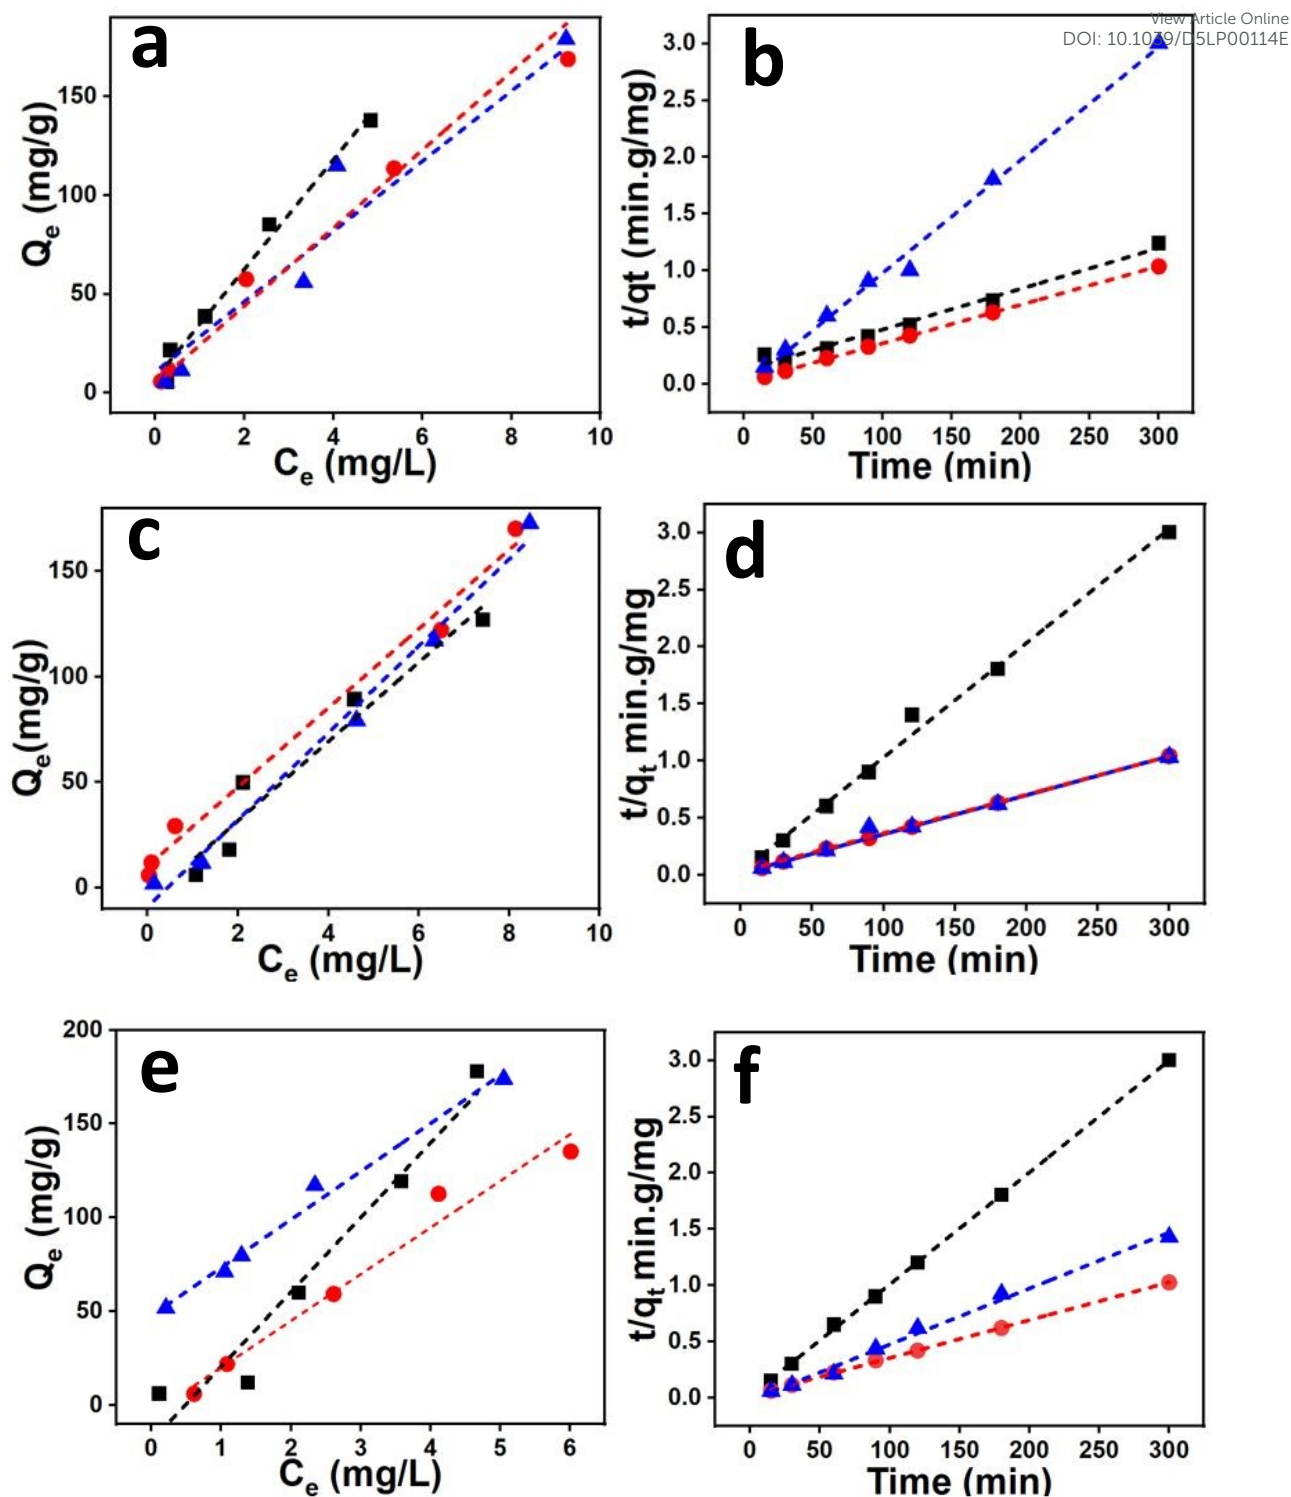 View Article Online
DOI: 10.1039/D5LP00114E
a
Qe (mg/g)
150
100
50
0
0 2 4 6 8 10
Ce (mg/L)
b
t/qt (min.g/mg)
3.0
2.5
2.0
1.5
1.0
0.5
0.0
0 50 100 150 200 250 300
Time (min)
c
Qe(mg/g)
150
100
50
0
0 2 4 6 8 10
Ce (mg/L)
d
t/qt min.g/mg
3.0
2.5
2.0
1.5
1.0
0.5
0.0
0 50 100 150 200 250 300
Time (min)
e
Qe (mg/g)
200
150
100
50
0
0 1 2 3 4 5 6
Ce (mg/L)
f
t/qt min.g/mg
3.0
2.5
2.0
1.5
1.0
0.5
0.0
0 50 100 150 200 250 300
Time (min)